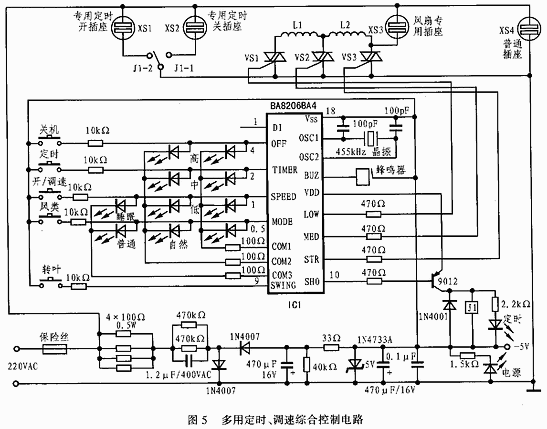 专用定时
开插座
XS1
专用定时
关插座
XS2
L1
L2
XS3
风扇专
用插座
XS4
普通
插座
J1-2
J1-1
VS1
VS2
VS3
BA8206BA4
1
DI
OFF
TIMER
SPEED
MODE
COM1
COM2
COM3
SWING
9
VSS
18
OSC1
OSC2
BUZ
VDD
LOW
MED
STR
SHO
10
IC1
100pF
100pF
455kHz
晶振
蜂鸣器
关机
10kΩ
定时
10kΩ
开/调速
10kΩ
风类
10kΩ
转叶
10kΩ
高
4
中
2
低
1
0.5
睡眠
普通
自然
100Ω
100Ω
100Ω
470Ω
470Ω
470Ω
470Ω
9012
1N4001
J1
2.2kΩ
定时
-5V
1.5kΩ
电源
保险丝
220VAC
4×100Ω
0.5W
470kΩ
470kΩ
1.2μF/400VAC
1N4007
1N4007
470μF
16V
40kΩ
33Ω
1N4733A
5V
0.1μF
470μF/16V
图 5 多用定时、调速综合控制电路